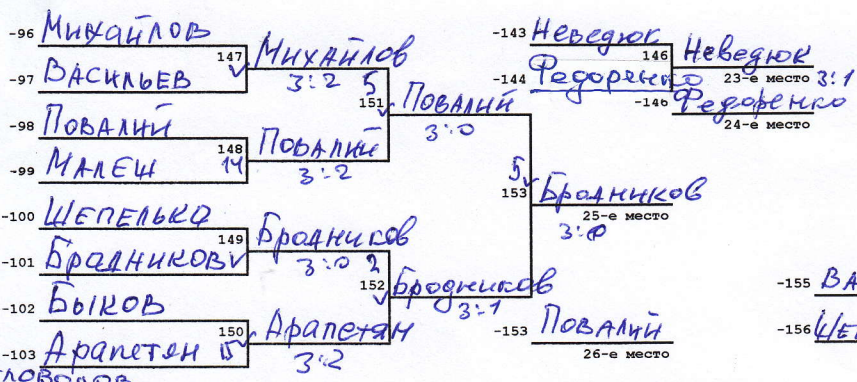 -96 Михайлов
147 Михайлов
-97 Васильев
3:2 5
151 Повалий
3:0
-98 Повалий
148 Повалий
-99 Малеш 14
3:2
-100 Шепелько
149 Бродников
-101 Бродников
3:0 2
152 Бродников
3:1
-102 Быков
150 Арапетян
-103 Арапетян 15
3:2
5
153 Бродников
25-е место
3:0
-153 Повалий
26-е место
-143 Неведюк
146 Неведюк
-144 Федоренко
23-е место 3:1
-146 Федоренко
24-е место
-155 ВА
-156